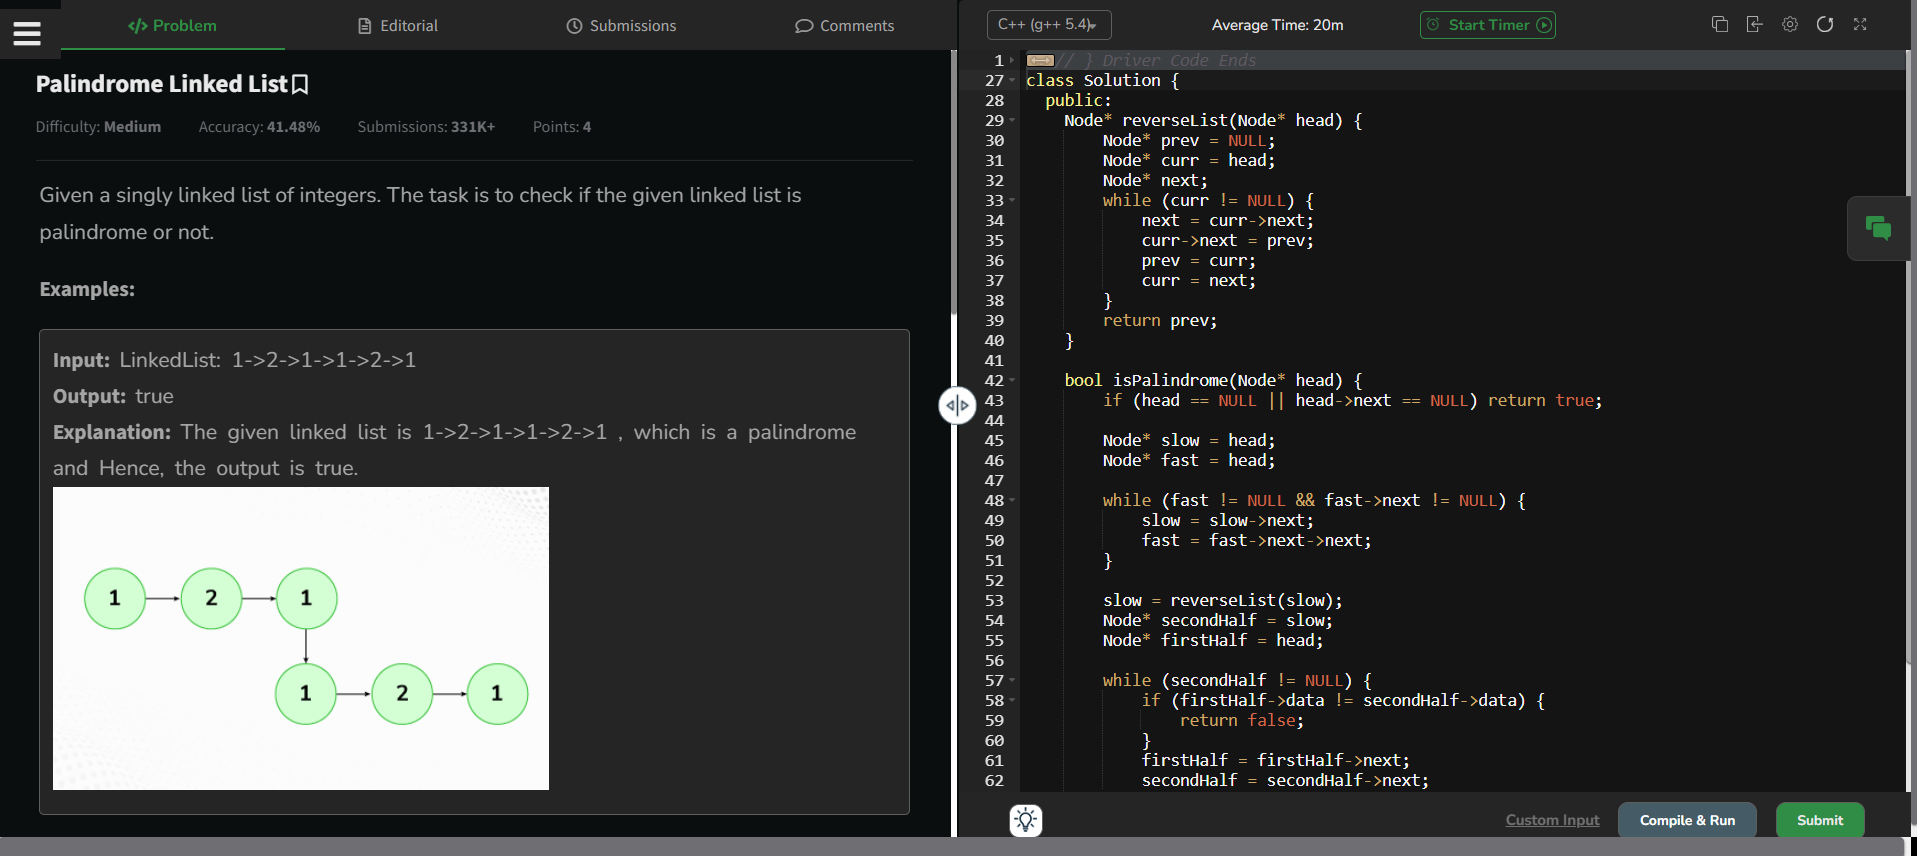 </> Problem
Editorial
Submissions
Comments
Palindrome Linked List
Difficulty: Medium
Accuracy: 41.48%
Submissions: 331K+
Points: 4
Given a singly linked list of integers. The task is to check if the given linked list is
palindrome or not.
Examples:
Input: LinkedList: 1->2->1->1->2->1
Output: true
Explanation: The given linked list is 1->2->1->1->2->1 , which is a palindrome
and Hence, the output is true.
1 2 1
1 2 1
C++ (g++ 5.4)
Average Time: 20m
Start Timer
1 // } Driver Code Ends
27 class Solution {
28 public:
29 Node* reverseList(Node* head) {
30 Node* prev = NULL;
31 Node* curr = head;
32 Node* next;
33 while (curr != NULL) {
34 next = curr->next;
35 curr->next = prev;
36 prev = curr;
37 curr = next;
38 }
39 return prev;
40 }
41
42 bool isPalindrome(Node* head) {
43 if (head == NULL || head->next == NULL) return true;
44
45 Node* slow = head;
46 Node* fast = head;
47
48 while (fast != NULL && fast->next != NULL) {
49 slow = slow->next;
50 fast = fast->next->next;
51 }
52
53 slow = reverseList(slow);
54 Node* secondHalf = slow;
55 Node* firstHalf = head;
56
57 while (secondHalf != NULL) {
58 if (firstHalf->data != secondHalf->data) {
59 return false;
60 }
61 firstHalf = firstHalf->next;
62 secondHalf = secondHalf->next;
Custom Input
Compile & Run
Submit